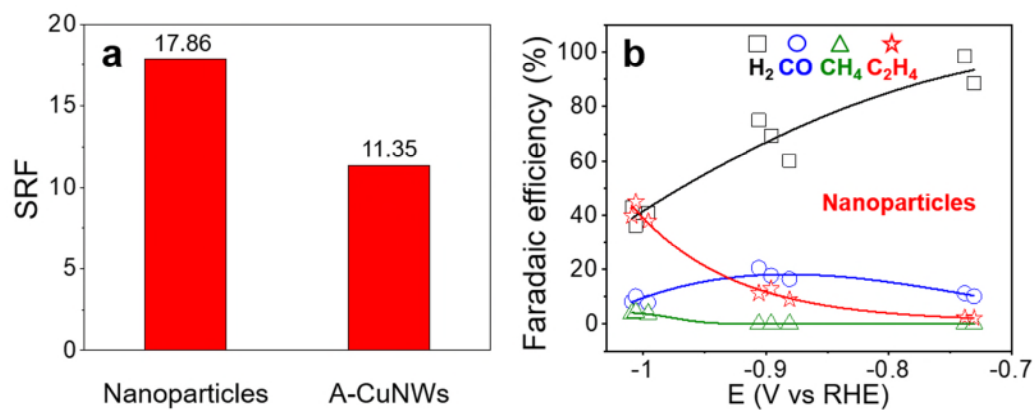 a
SRF
20
15
10
5
0
17.86
11.35
Nanoparticles
A-CuNWs
b
Faradaic efficiency (%)
100
80
60
40
20
0
H₂ CO CH₄ C₂H₄
Nanoparticles
-1
-0.9
-0.8
-0.7
E (V vs RHE)